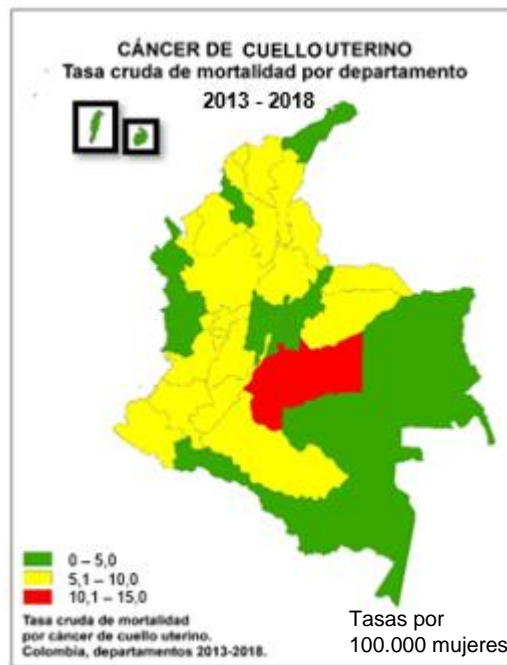 CÁNCER DE CUELLO UTERINO
Tasa cruda de mortalidad por departamento
2013 - 2018
0 – 5,0
5,1 – 10,0
10,1 – 15,0
Tasa cruda de mortalidad
por cáncer de cuello uterino.
Colombia, departamentos 2013-2018.
Tasas por
100.000 mujeres